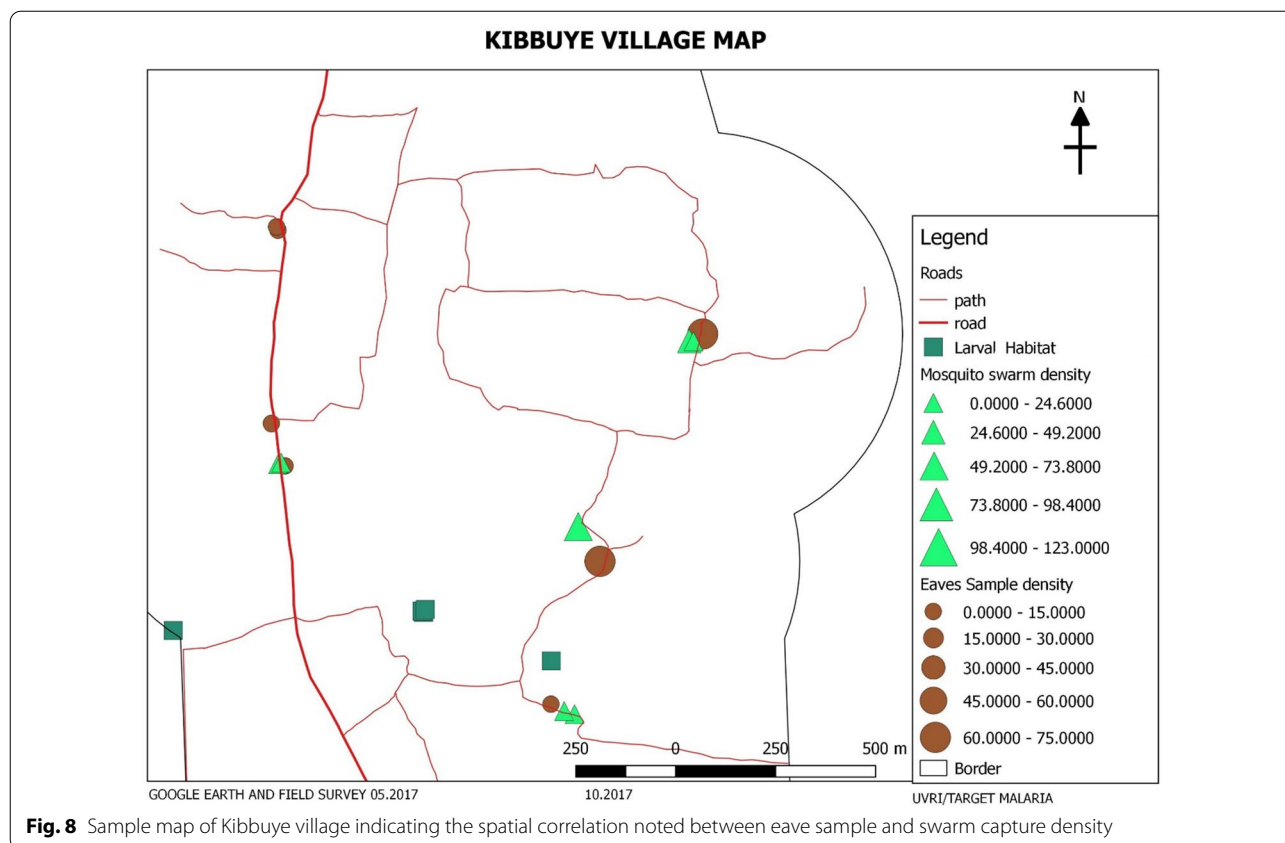 KIBBUYE VILLAGE MAP
N
Legend
Roads
path
road
Larval Habitat
Mosquito swarm density
0.0000 - 24.6000
24.6000 - 49.2000
49.2000 - 73.8000
73.8000 - 98.4000
98.4000 - 123.0000
Eaves Sample density
0.0000 - 15.0000
15.0000 - 30.0000
30.0000 - 45.0000
45.0000 - 60.0000
60.0000 - 75.0000
Border
250 0 250 500 m
GOOGLE EARTH AND FIELD SURVEY 05.2017 10.2017 UVRI/TARGET MALARIA
Fig. 8 Sample map of Kibbuye village indicating the spatial correlation noted between eave sample and swarm capture density